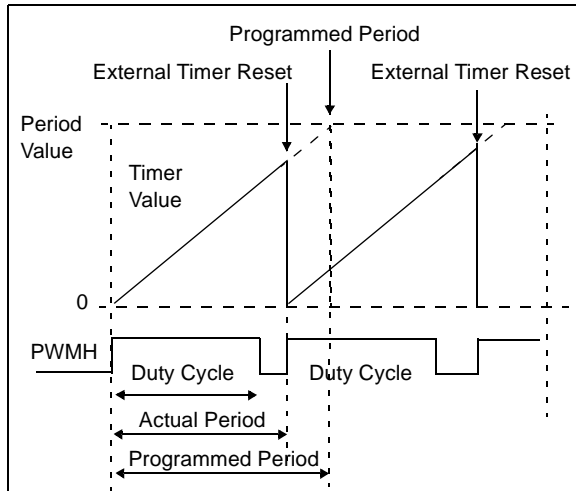 Programmed Period
External Timer Reset
External Timer Reset
Period
Value
Timer
Value
0
PWMH
Duty Cycle
Duty Cycle
Actual Period
Programmed Period